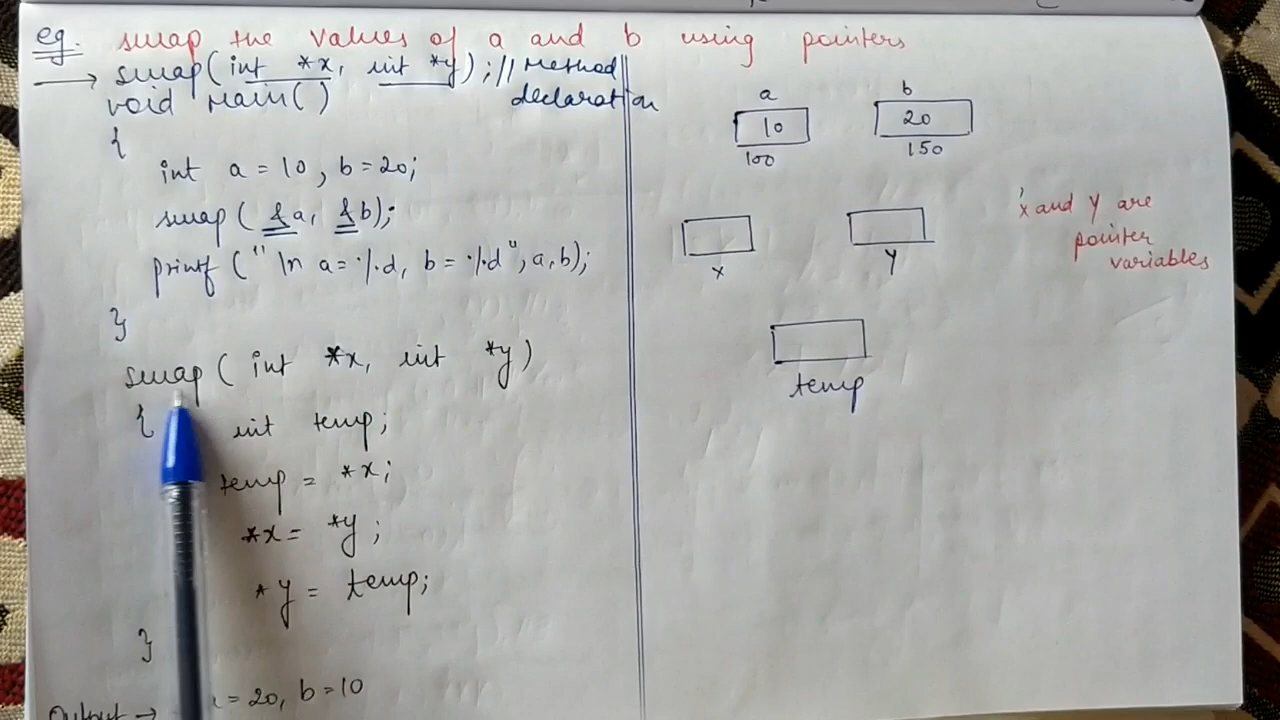 eg. swap the values of a and b using pointers
→ swap(int *x, int *y); // Method
declaration
void main()
{
int a = 10, b = 20;
swap( &a, &b);
printf ("\n a = %d, b = %d", a, b);
}
swap( int *x, int *y)
{ int temp;
temp = *x;
*x = *y;
*y = temp;
}
Output → = 20, b = 10
a b
10 20
100 150
x y
temp
'x and y are
pointer
variables